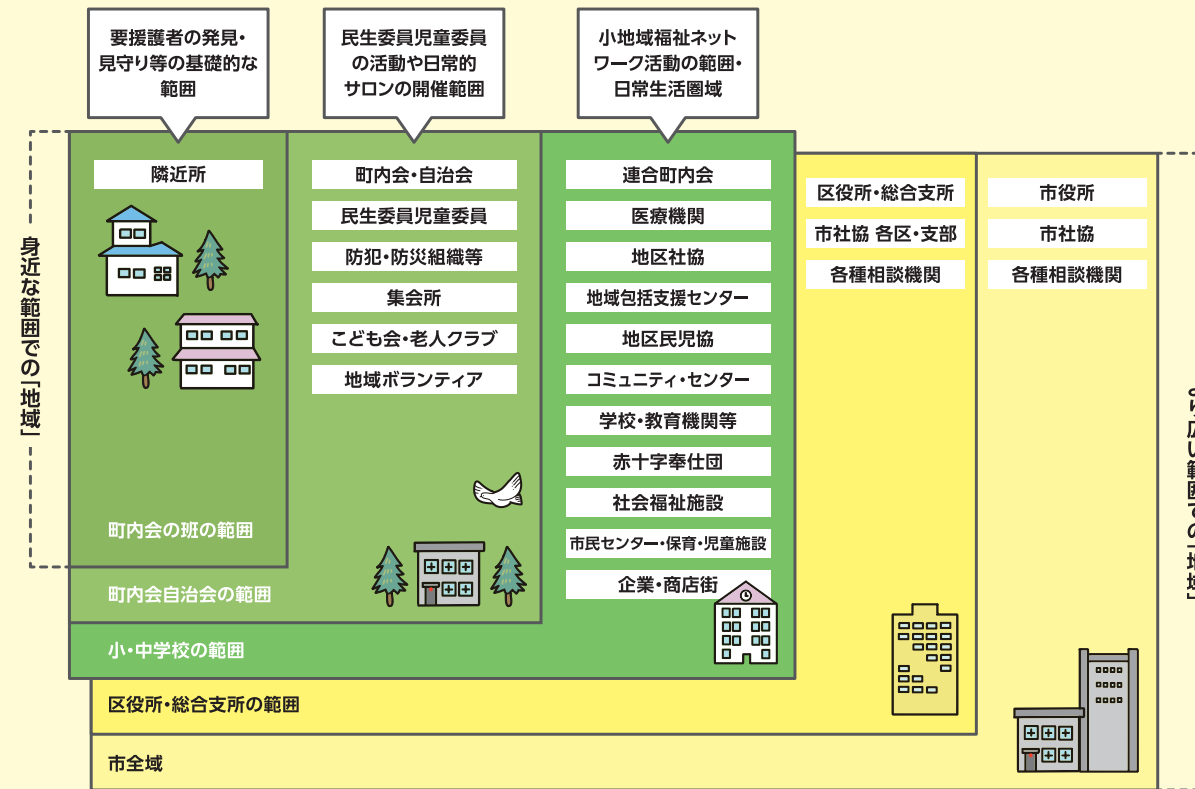 要援護者の発見・
見守り等の基礎的な
範囲
民生委員児童委員
の活動や日常的
サロンの開催範囲
小地域福祉ネット
ワーク活動の範囲・
日常生活圏域
身近な範囲での「地域」
隣近所
町内会の班の範囲
町内会・自治会
民生委員児童委員
防犯・防災組織等
集会所
こども会・老人クラブ
地域ボランティア
町内会自治会の範囲
連合町内会
医療機関
地区社協
地域包括支援センター
地区民児協
コミュニティ・センター
学校・教育機関等
赤十字奉仕団
社会福祉施設
市民センター・保育・児童施設
企業・商店街
小・中学校の範囲
区役所・総合支所
市社協 各区・支部
各種相談機関
区役所・総合支所の範囲
市役所
市社協
各種相談機関
市全域
より広い範囲での「地域」